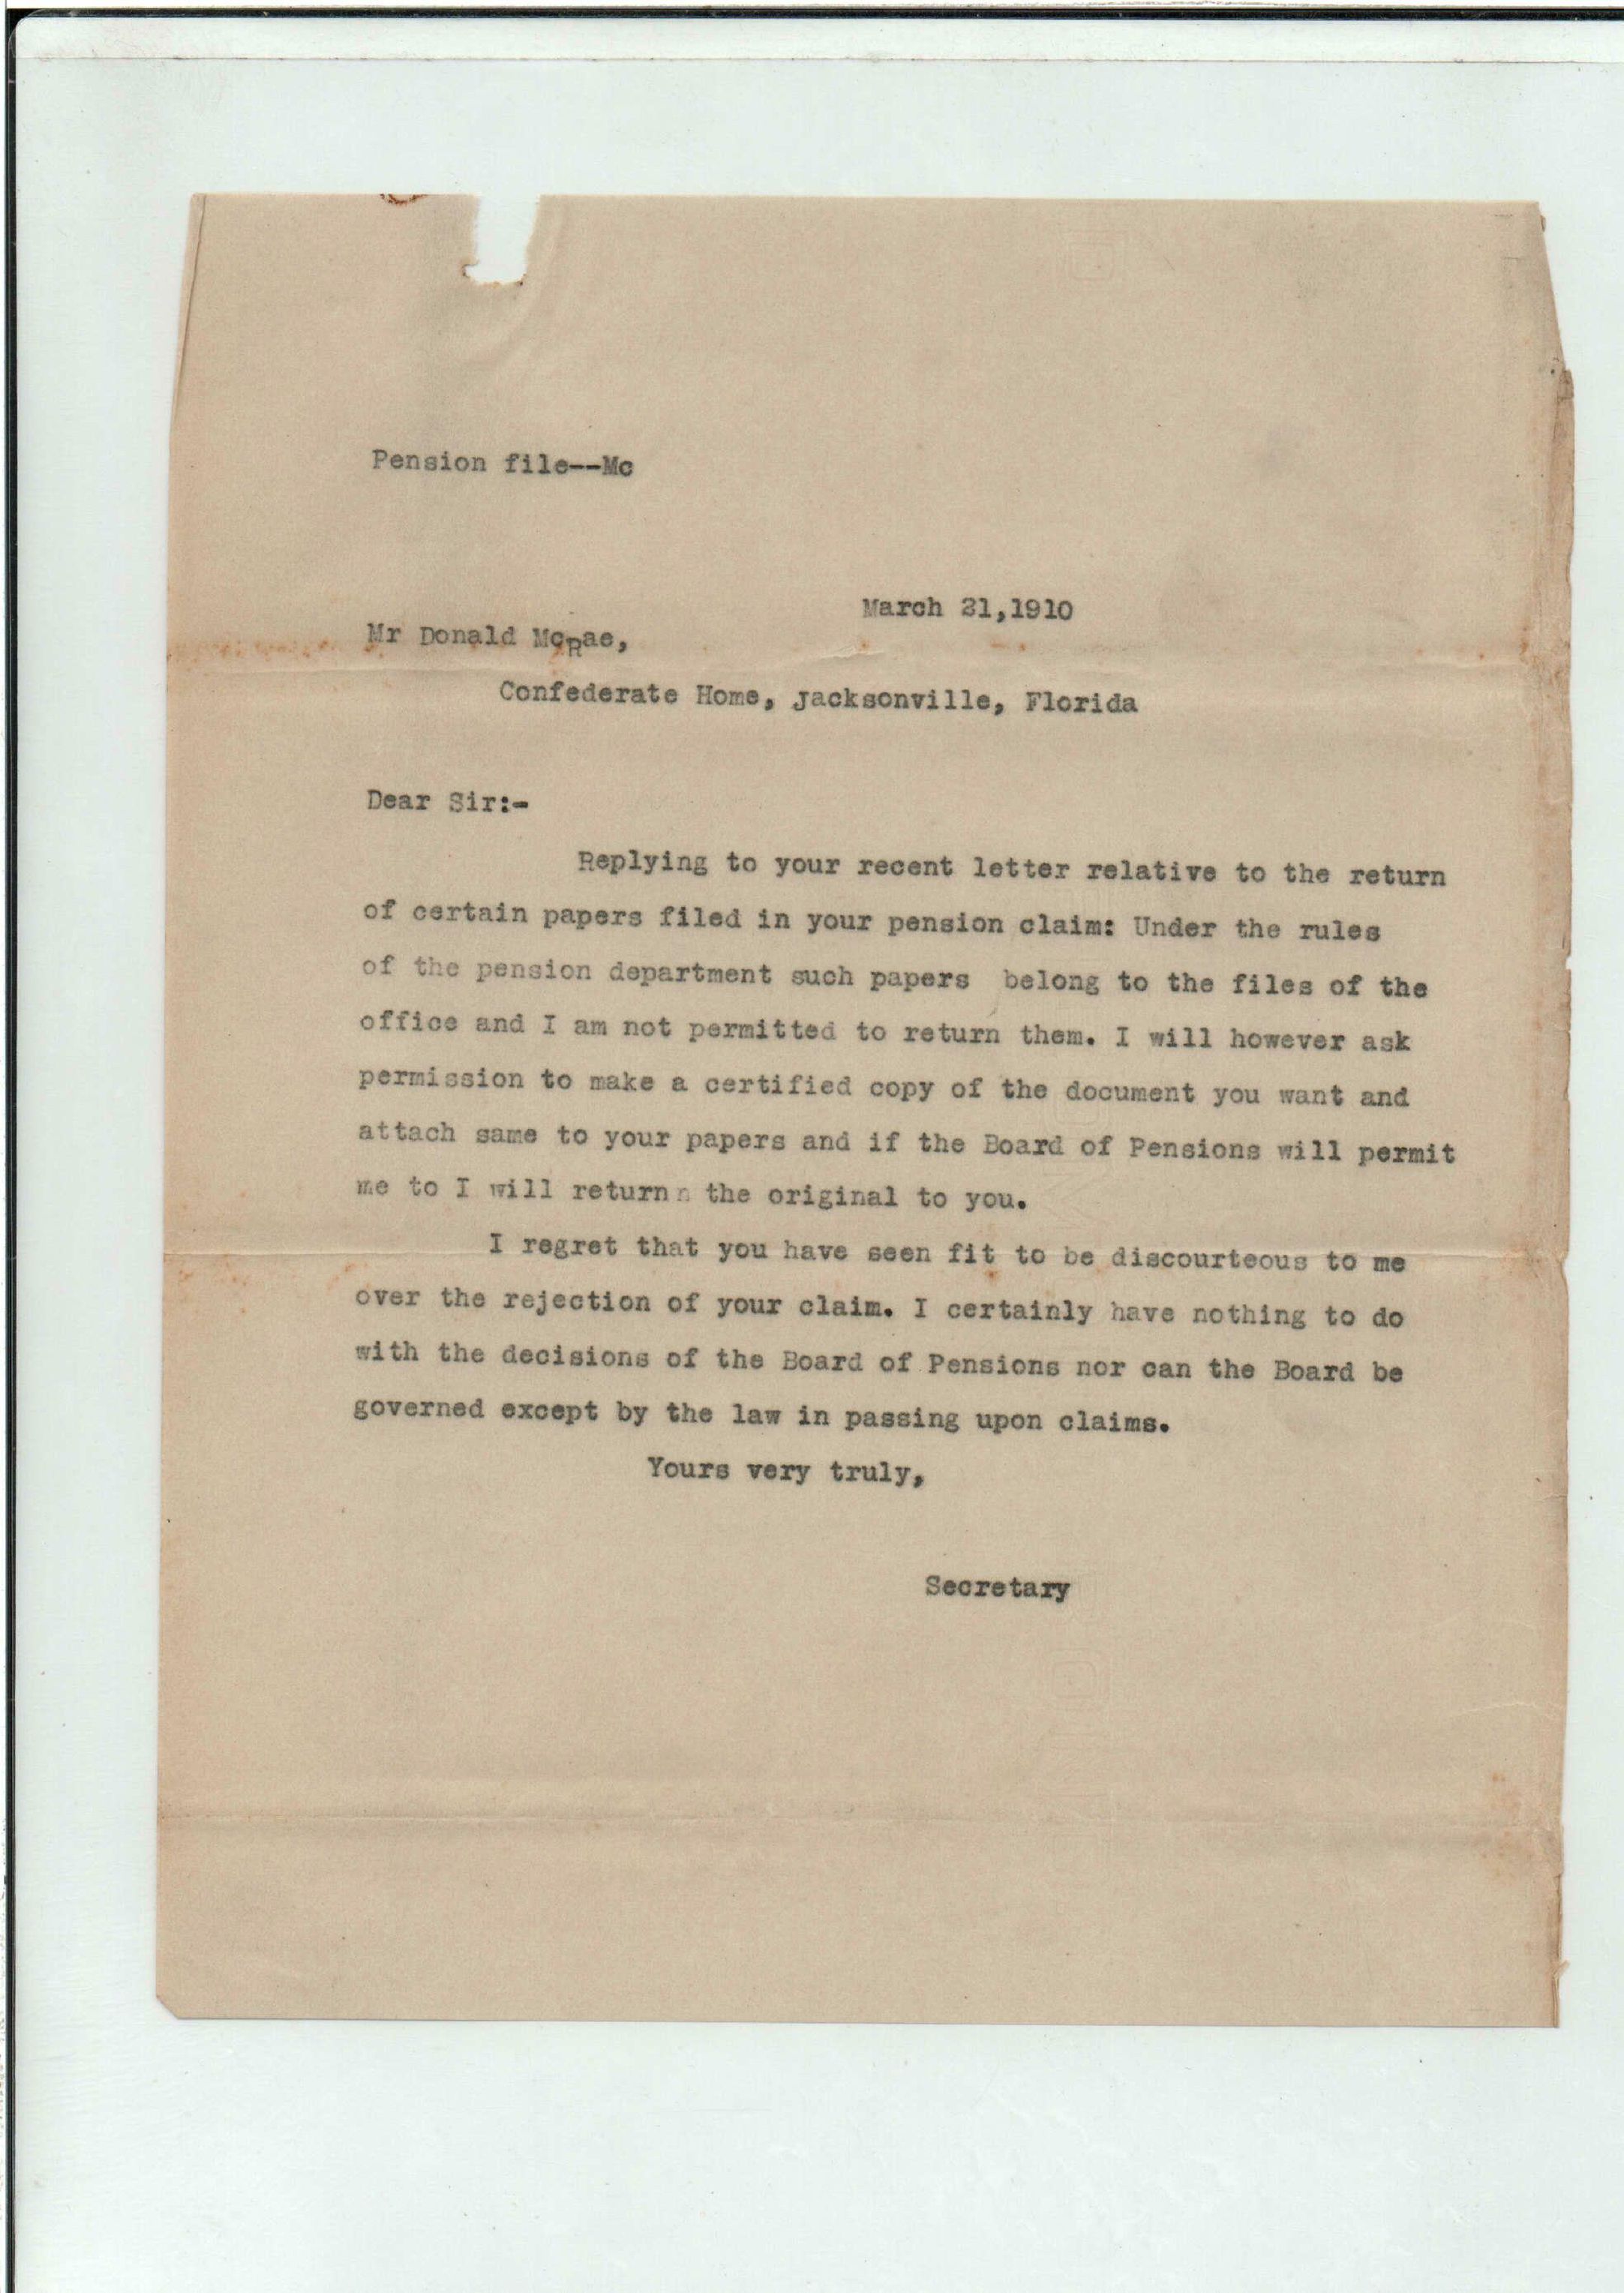 Pension file--Mc
March 21,1910
Mr Donald McRae,
Confederate Home, Jacksonville, Florida
Dear Sir:-
Replying to your recent letter relative to the return
of certain papers filed in your pension claim: Under the rules
of the pension department such papers belong to the files of the
office and I am not permitted to return them. I will however ask
permission to make a certified copy of the document you want and
attach same to your papers and if the Board of Pensions will permit
me to I will returnn the original to you.
I regret that you have seen fit to be discourteous to me
over the rejection of your claim. I certainly have nothing to do
with the decisions of the Board of Pensions nor can the Board be
governed except by the law in passing upon claims.
Yours very truly,
Secretary